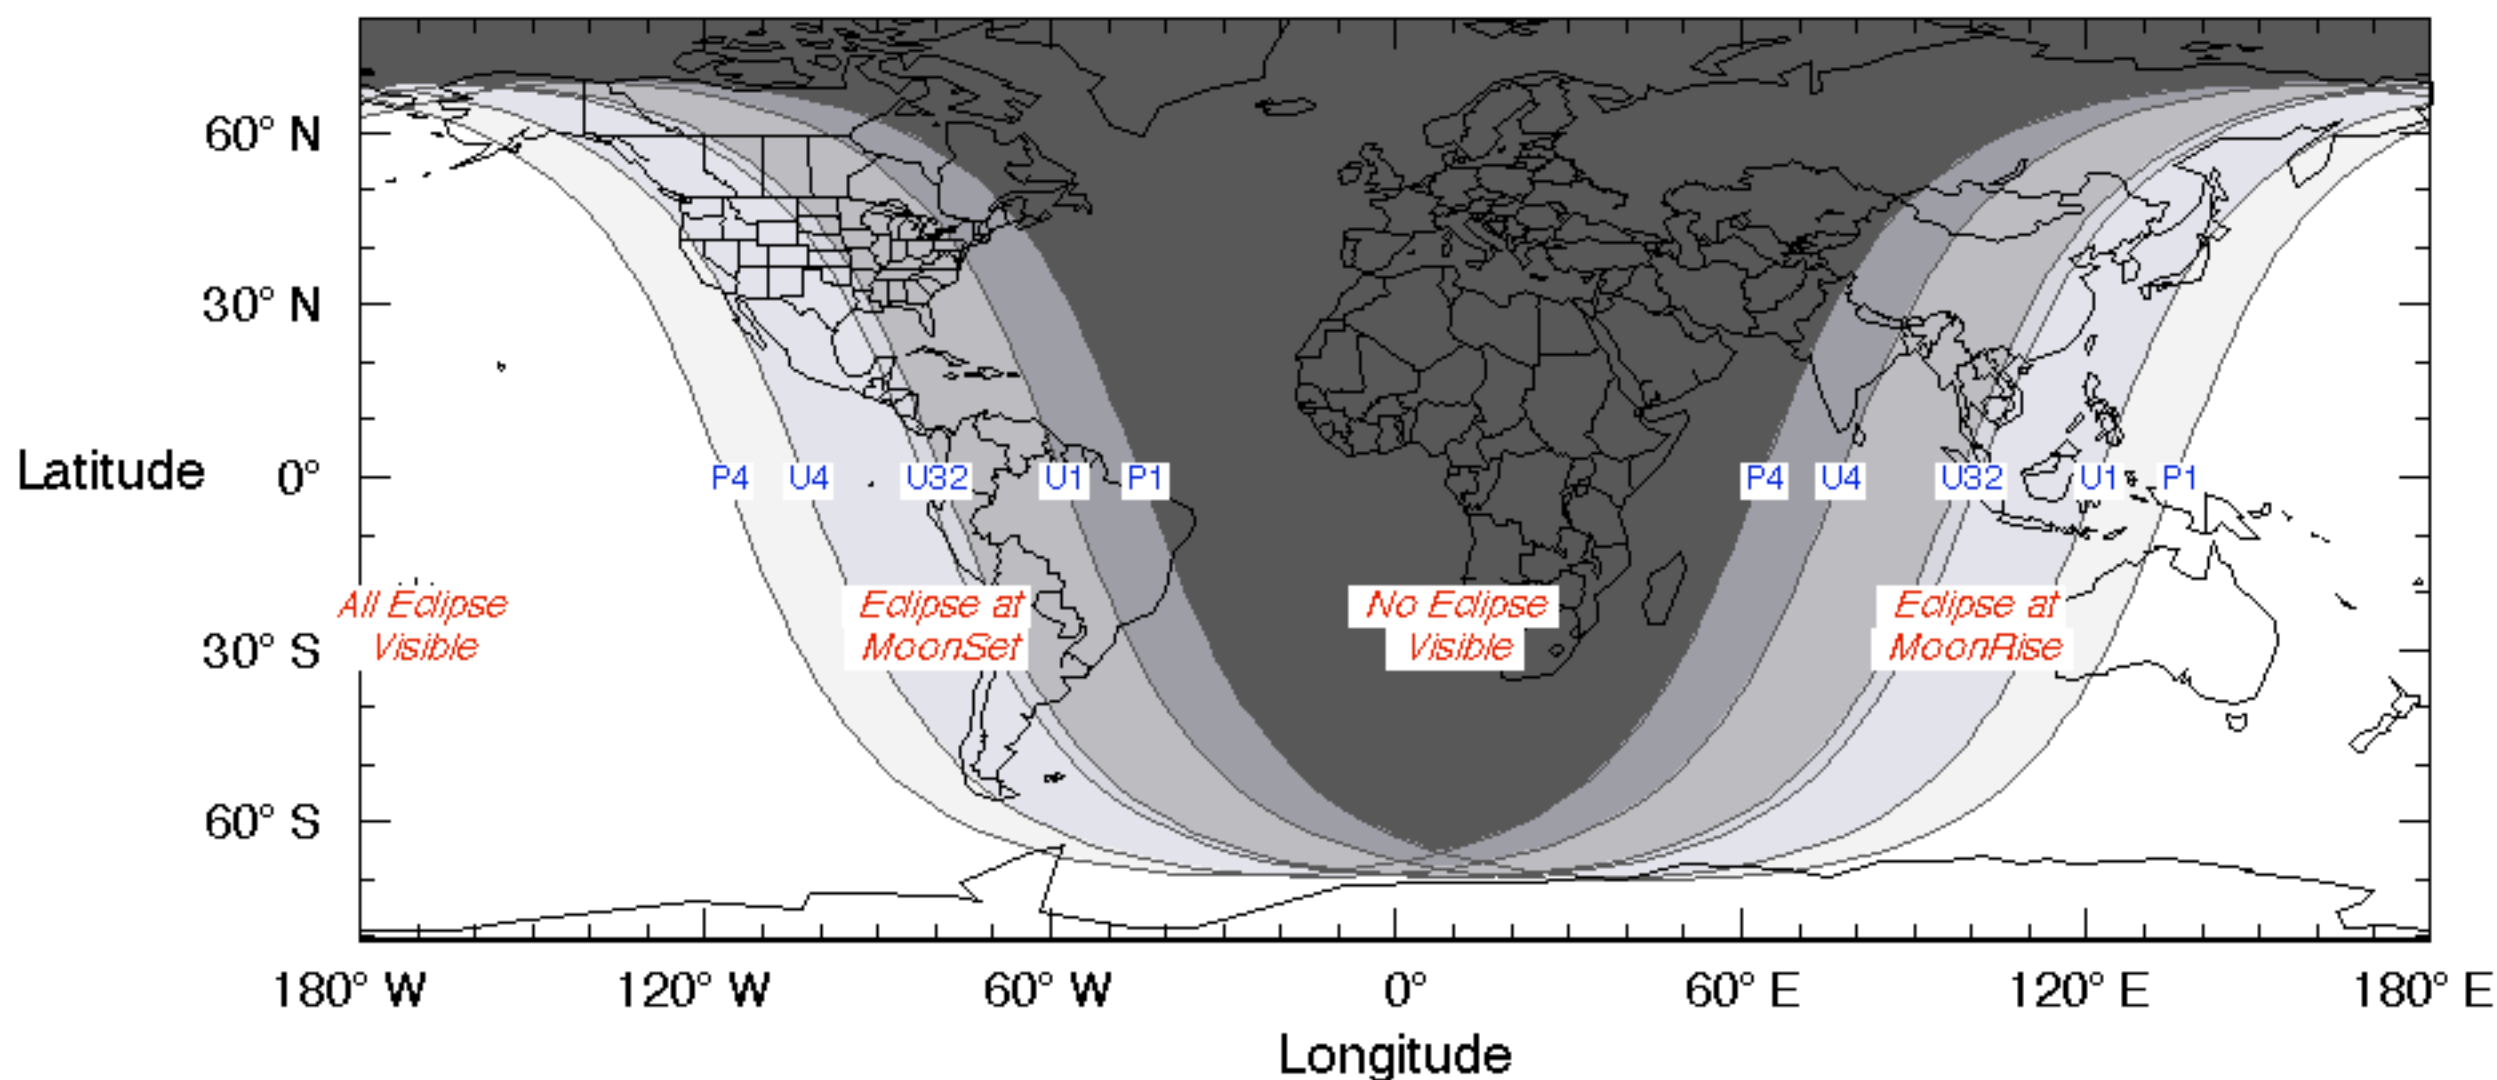 60° N
30° N
Latitude 0°
P4 U4 U32 U1 P1 P4 U4 U32 U1 P1
All Eclipse
Visible
Eclipse at
MoonSet
No Eclipse
Visible
Eclipse at
MoonRise
30° S
60° S
180° W 120° W 60° W 0° 60° E 120° E 180° E
Longitude